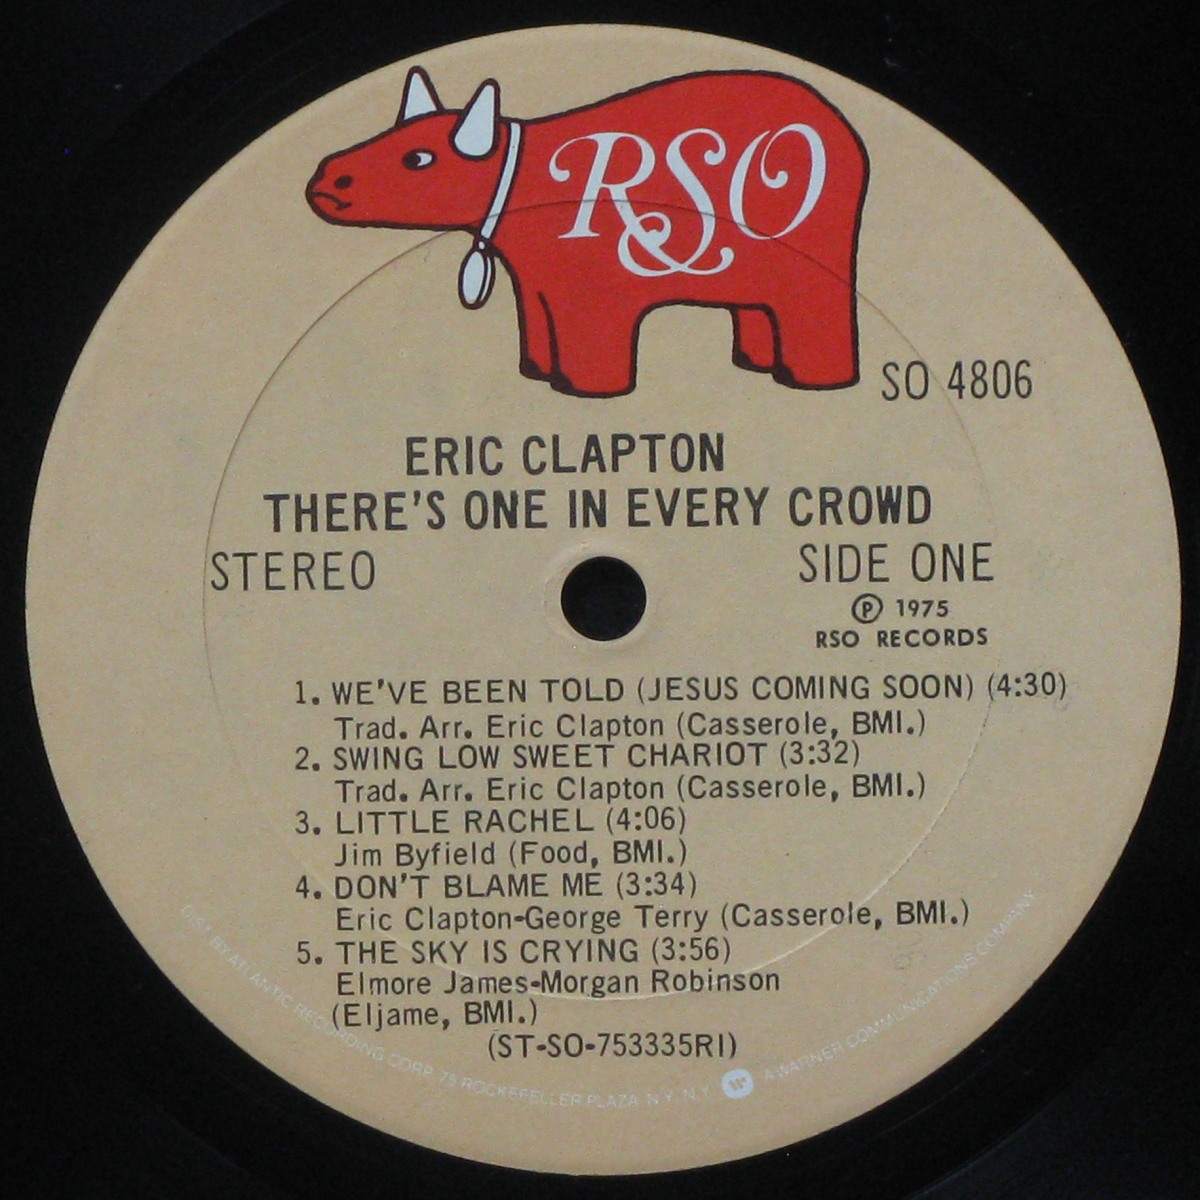 RSO
SO 4806
ERIC CLAPTON
THERE'S ONE IN EVERY CROWD
STEREO
SIDE ONE
Ⓟ 1975
RSO RECORDS
1. WE'VE BEEN TOLD (JESUS COMING SOON) (4:30)
Trad. Arr. Eric Clapton (Casserole, BMI.)
2. SWING LOW SWEET CHARIOT (3:32)
Trad. Arr. Eric Clapton (Casserole, BMI.)
3. LITTLE RACHEL (4:06)
Jim Byfield (Food, BMI.)
4. DON'T BLAME ME (3:34)
Eric Clapton-George Terry (Casserole, BMI.)
5. THE SKY IS CRYING (3:56)
Elmore James-Morgan Robinson
(Eljame, BMI.)
(ST-SO-753335RI)
DIST. BY ATLANTIC RECORDING CORP. 75 ROCKEFELLER PLAZA, N.Y. N.Y. W A WARNER COMMUNICATIONS COMPANY